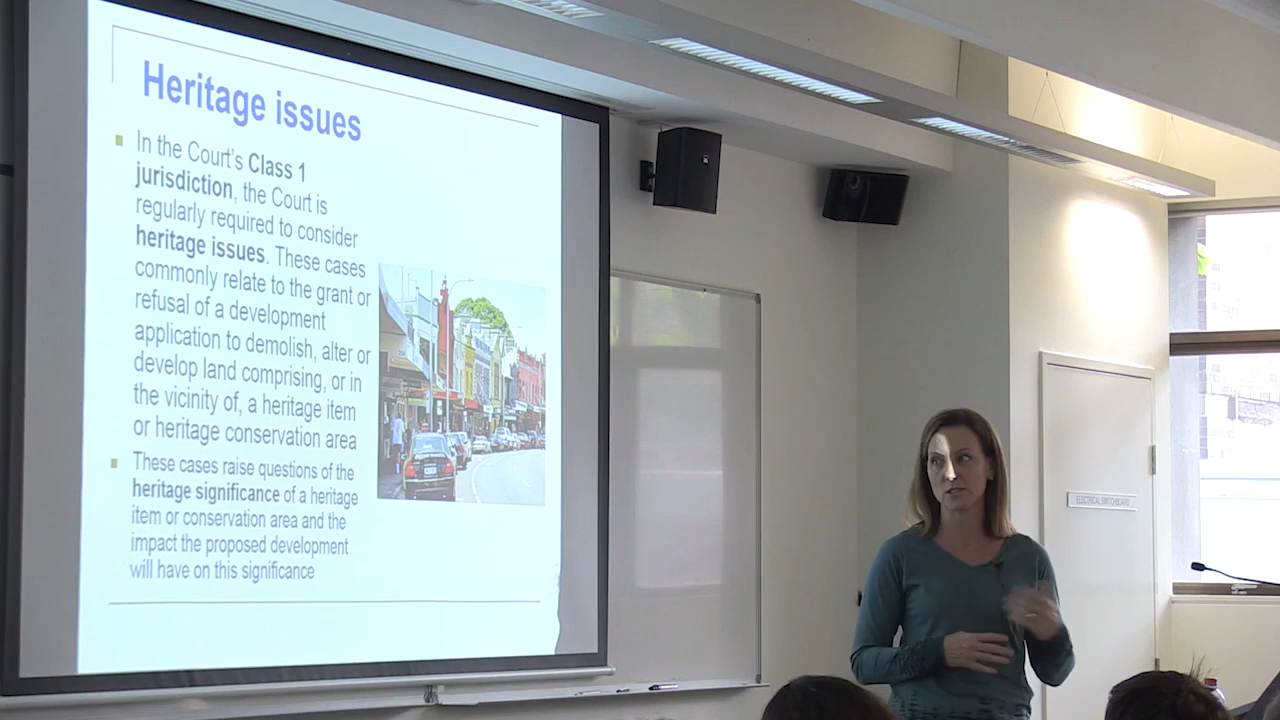 Heritage issues
In the Court's Class 1
jurisdiction, the Court is
regularly required to consider
heritage issues. These cases
commonly relate to the grant or
refusal of a development
application to demolish, alter or
develop land comprising, or in
the vicinity of, a heritage item
or heritage conservation area
These cases raise questions of the
heritage significance of a heritage
item or conservation area and the
impact the proposed development
will have on this significance
ELECTRICAL SWITCHBOARD